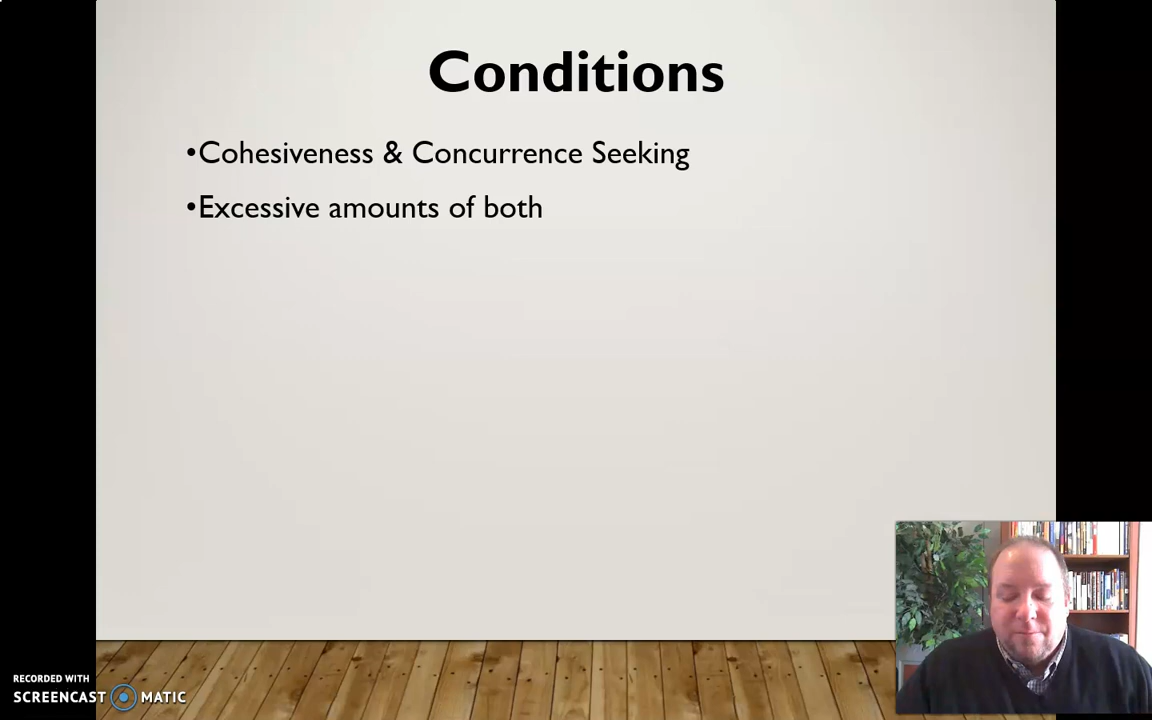 Conditions
•Cohesiveness & Concurrence Seeking
•Excessive amounts of both
RECORDED WITH
SCREENCAST MATIC